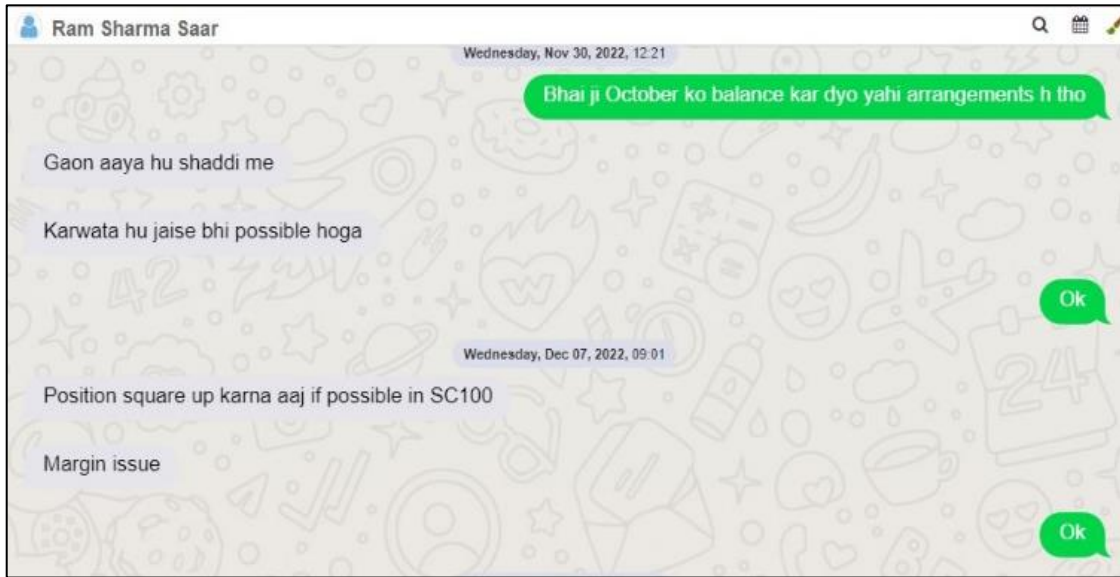 Ram Sharma Saar
Wednesday, Nov 30, 2022, 12:21
Bhai ji October ko balance kar dyo yahi arrangements h tho
Gaon aaya hu shaddi me
Karwata hu jaise bhi possible hoga
Ok
Wednesday, Dec 07, 2022, 09:01
Position square up karna aaj if possible in SC100
Margin issue
Ok